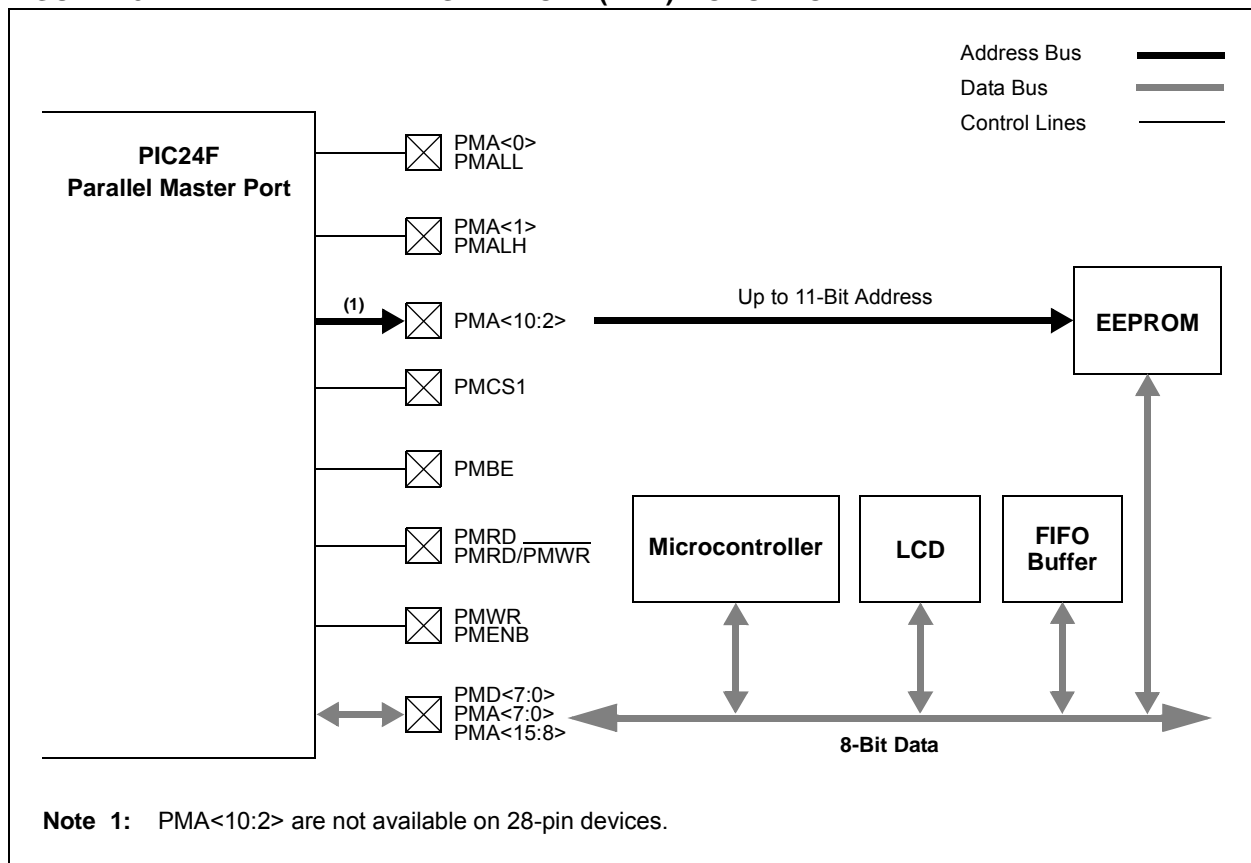 Address Bus
Data Bus
Control Lines
PIC24F
Parallel Master Port
PMA<0>
PMALL
PMA<1>
PMALH
(1)
PMA<10:2>
Up to 11-Bit Address
EEPROM
PMCS1
PMBE
PMRD
PMRD/PMWR
Microcontroller
LCD
FIFO
Buffer
PMWR
PMENB
PMD<7:0>
PMA<7:0>
PMA<15:8>
8-Bit Data
Note 1: PMA<10:2> are not available on 28-pin devices.